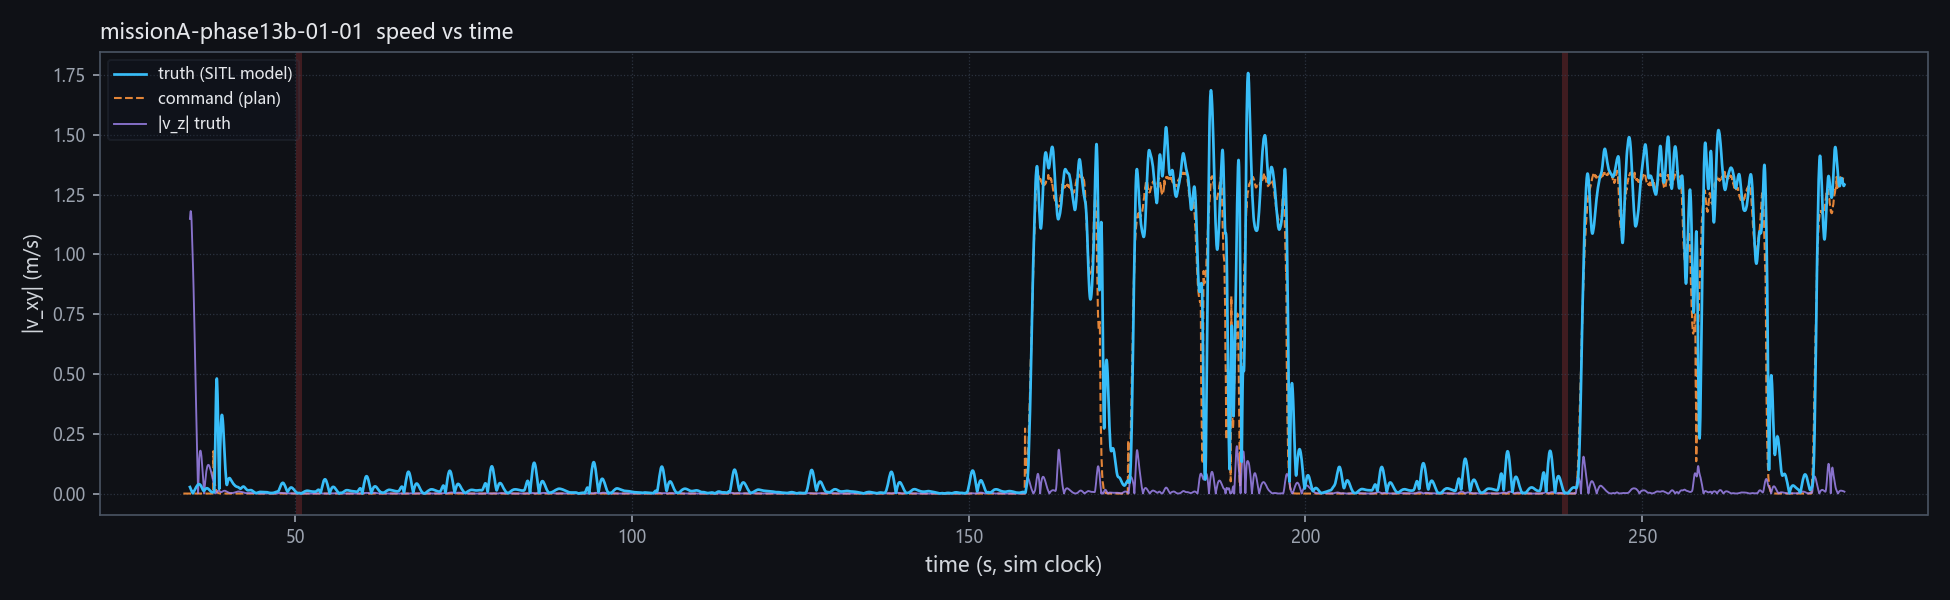 missionA-phase13b-01-01  speed vs time
truth (SITL model)
command (plan)
|v_z| truth
|v_xy| (m/s)
1.75
1.50
1.25
1.00
0.75
0.50
0.25
0.00
50
100
150
200
250
time (s, sim clock)